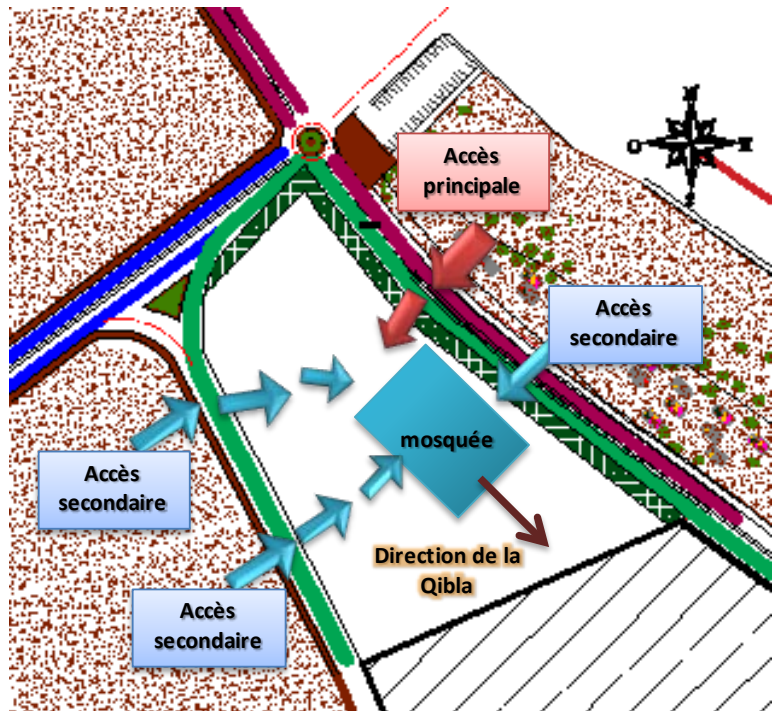 Accès
principale
O
Accès
secondaire
mosquée
Accès
secondaire
Direction de la
Qibla
Accès
secondaire